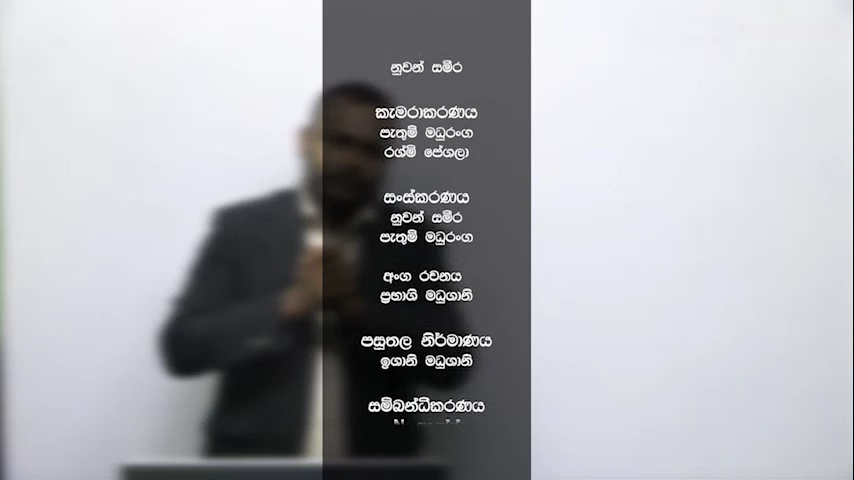 නුවන් සමීර
කැමරාකරණය
පැතුම් මධුරංග
රශ්මි පේශලා
සංස්කරණය
නුවන් සමීර
පැතුම් මධුරංග
අංග රචනය
ප්‍රභාශි මධුශානි
පසුතල නිර්මාණය
ඉශානි මධුශානි
සම්බන්ධීකරණය